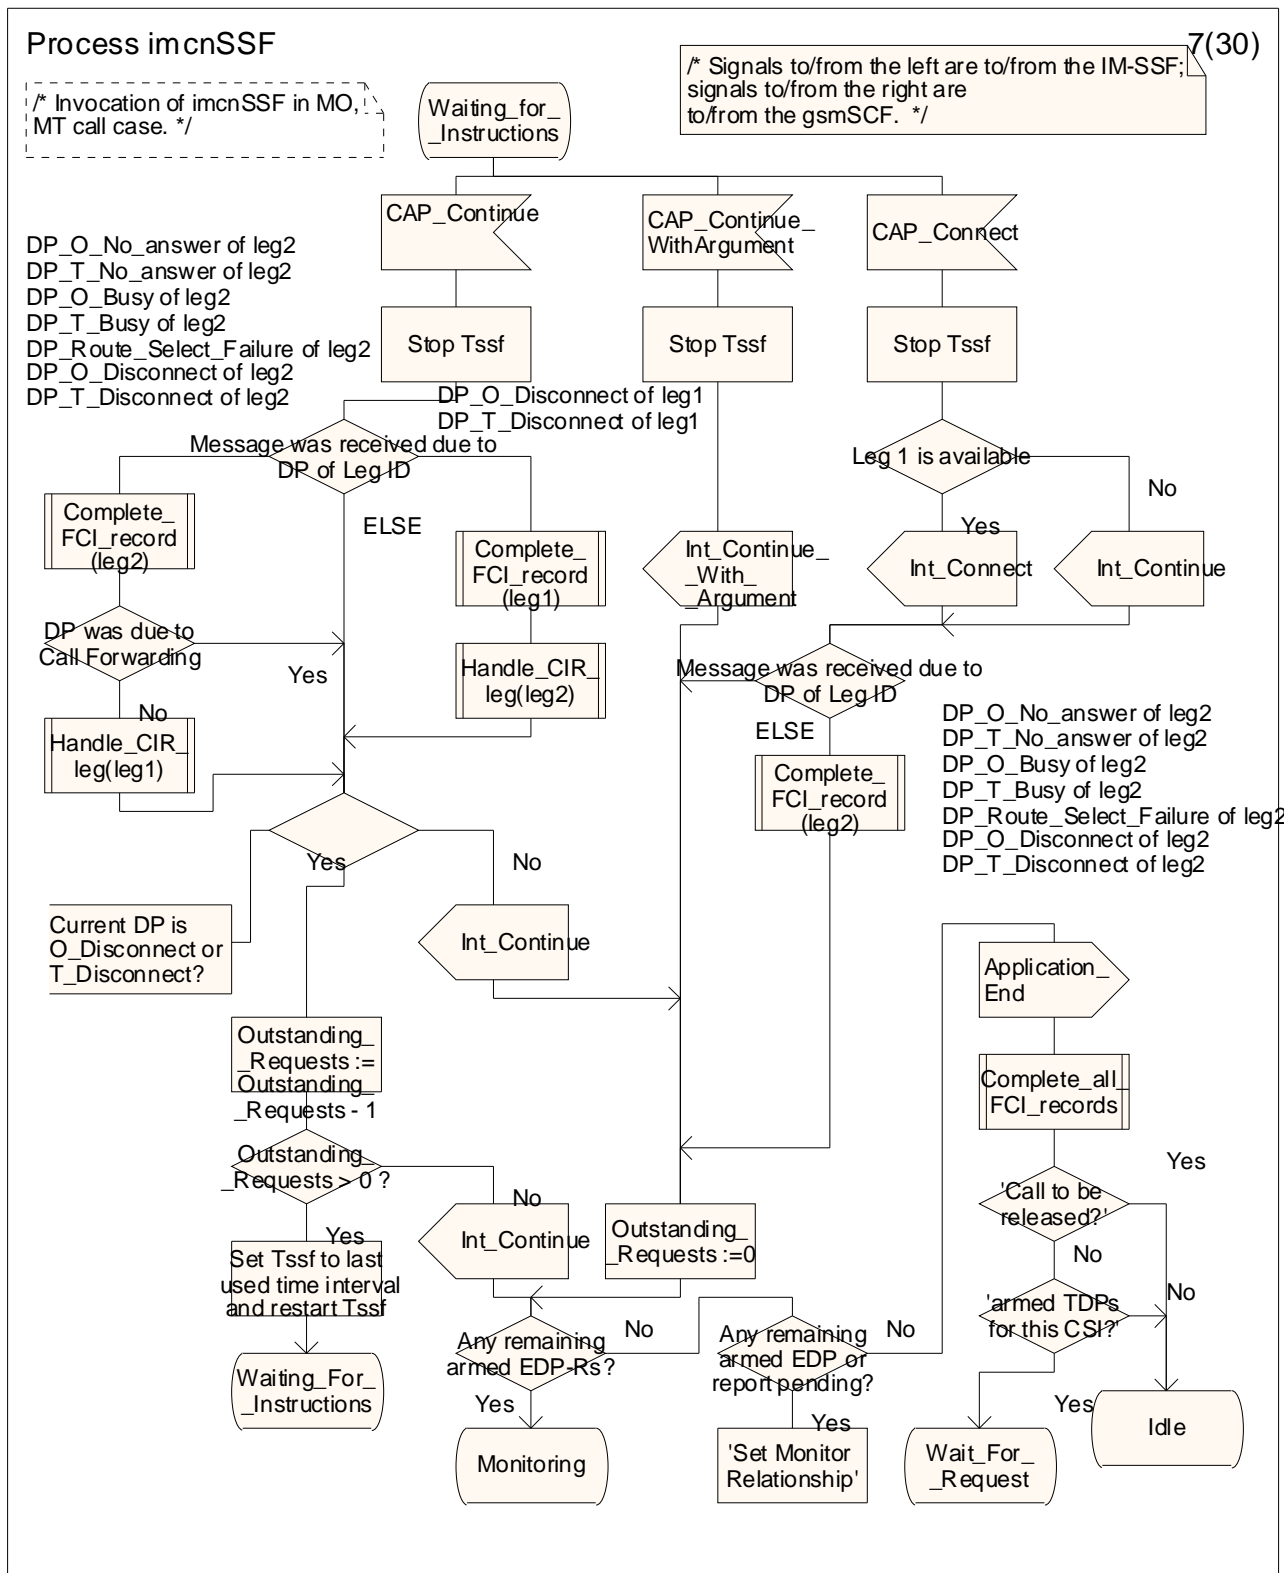 Process imcnSSF
7(30)
/* Invocation of imcnSSF in MO,
MT call case. */
/* Signals to/from the left are to/from the IM-SSF;
signals to/from the right are
to/from the gsmSCF.  */
Waiting_for_
_Instructions
CAP_Continue
CAP_Continue_
WithArgument
CAP_Connect
DP_O_No_answer of leg2
DP_T_No_answer of leg2
DP_O_Busy of leg2
DP_T_Busy of leg2
DP_Route_Select_Failure of leg2
DP_O_Disconnect of leg2
DP_T_Disconnect of leg2
Stop Tssf
Stop Tssf
Stop Tssf
DP_O_Disconnect of leg1
DP_T_Disconnect of leg1
Message was received due to
DP of Leg ID
Leg 1 is available
No
Yes
ELSE
Complete_
FCI_record
(leg2)
Complete_
FCI_record
(leg1)
Int_Continue_
_With_
_Argument
Int_Connect
Int_Continue
DP was due to
Call Forwarding
Yes
No
Handle_CIR_
leg(leg2)
Handle_CIR_
leg(leg1)
Message was received due to
DP of Leg ID
ELSE
Complete_
FCI_record
(leg2)
DP_O_No_answer of leg2
DP_T_No_answer of leg2
DP_O_Busy of leg2
DP_T_Busy of leg2
DP_Route_Select_Failure of leg2
DP_O_Disconnect of leg2
DP_T_Disconnect of leg2
Yes
No
Current DP is
O_Disconnect or
T_Disconnect?
Int_Continue
Application_
End
Outstanding_
_Requests :=
Outstanding_
_Requests - 1
Complete_all_
FCI_records
Outstanding_
_Requests > 0 ?
No
Yes
Int_Continue
Outstanding_
_Requests :=0
Yes
'Call to be
released?'
No
Set Tssf to last
used time interval
and restart Tssf
Waiting_For_
_Instructions
Any remaining
armed EDP-Rs?
No
Yes
Monitoring
Any remaining
armed EDP or
report pending?
No
Yes
'Set Monitor
Relationship'
'armed TDPs
for this CSI?'
No
Yes
Wait_For_
_Request
Idle